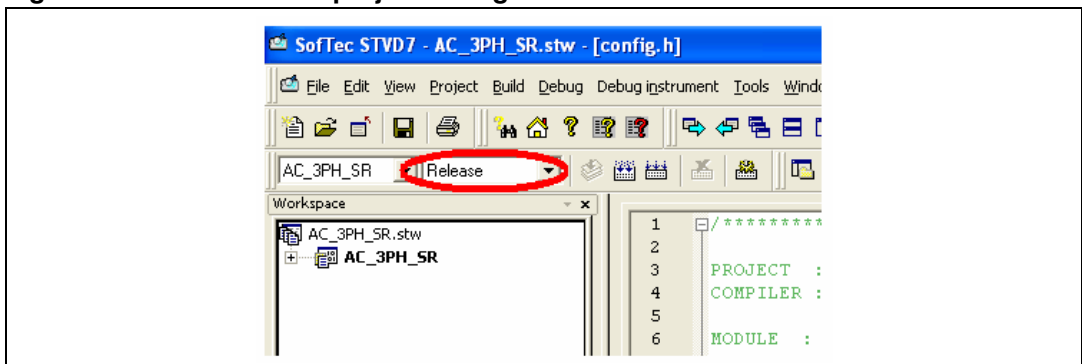 SofTec STVD7 - AC_3PH_SR.stw - [config.h]
File Edit View Project Build Debug Debug instrument Tools
AC_3PH_SR Release
Workspace
AC_3PH_SR.stw
AC_3PH_SR
1 /*********
2
3 PROJECT :
4 COMPILER :
5
6 MODULE :